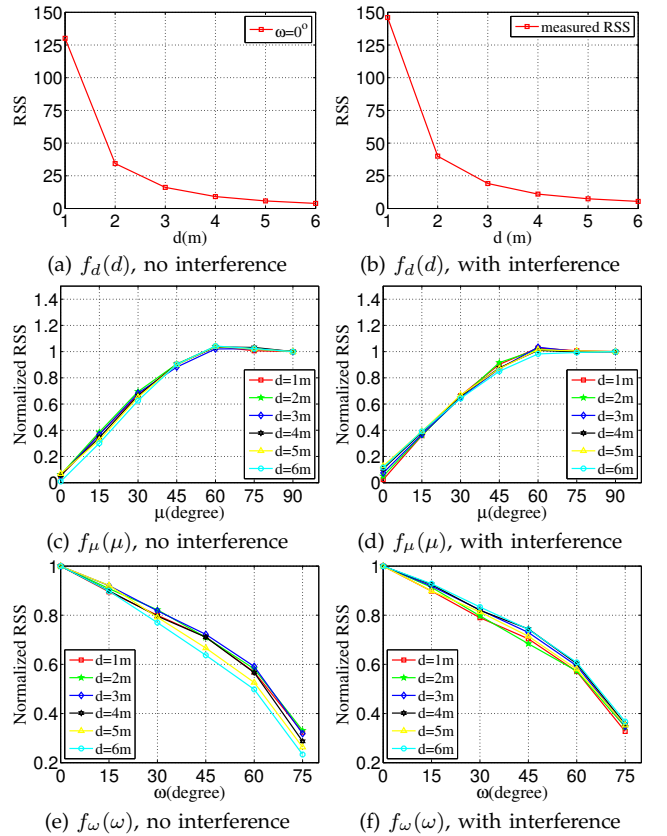 150
125
100
75
50
25
0
RSS
ω=0°
1 2 3 4 5 6
d(m)
(a) f_d(d), no interference
150
125
100
75
50
25
0
RSS
measured RSS
1 2 3 4 5 6
d (m)
(b) f_d(d), with interference
1.4
1.2
1
0.8
0.6
0.4
0.2
0
Normalized RSS
d=1m
d=2m
d=3m
d=4m
d=5m
d=6m
0 15 30 45 60 75 90
μ(degree)
(c) f_μ(μ), no interference
1.4
1.2
1
0.8
0.6
0.4
0.2
0
Normalized RSS
d=1m
d=2m
d=3m
d=4m
d=5m
d=6m
0 15 30 45 60 75 90
μ(degree)
(d) f_μ(μ), with interference
1
0.8
0.6
0.4
0.2
Normalized RSS
d=1m
d=2m
d=3m
d=4m
d=5m
d=6m
0 15 30 45 60 75
ω(degree)
(e) f_ω(ω), no interference
1
0.8
0.6
0.4
0.2
Normalized RSS
d=1m
d=2m
d=3m
d=4m
d=5m
d=6m
0 15 30 45 60 75
ω(degree)
(f) f_ω(ω), with interference